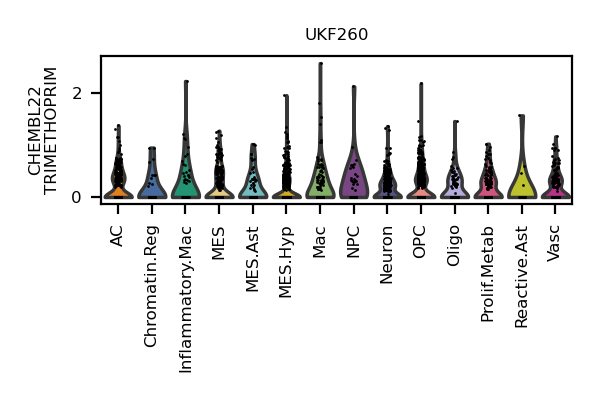 UKF260
CHEMBL22
TRIMETHOPRIM
2
0
AC
Chromatin.Reg
Inflammatory.Mac
MES
MES.Ast
MES.Hyp
Mac
NPC
Neuron
OPC
Oligo
Prolif.Metab
Reactive.Ast
Vasc